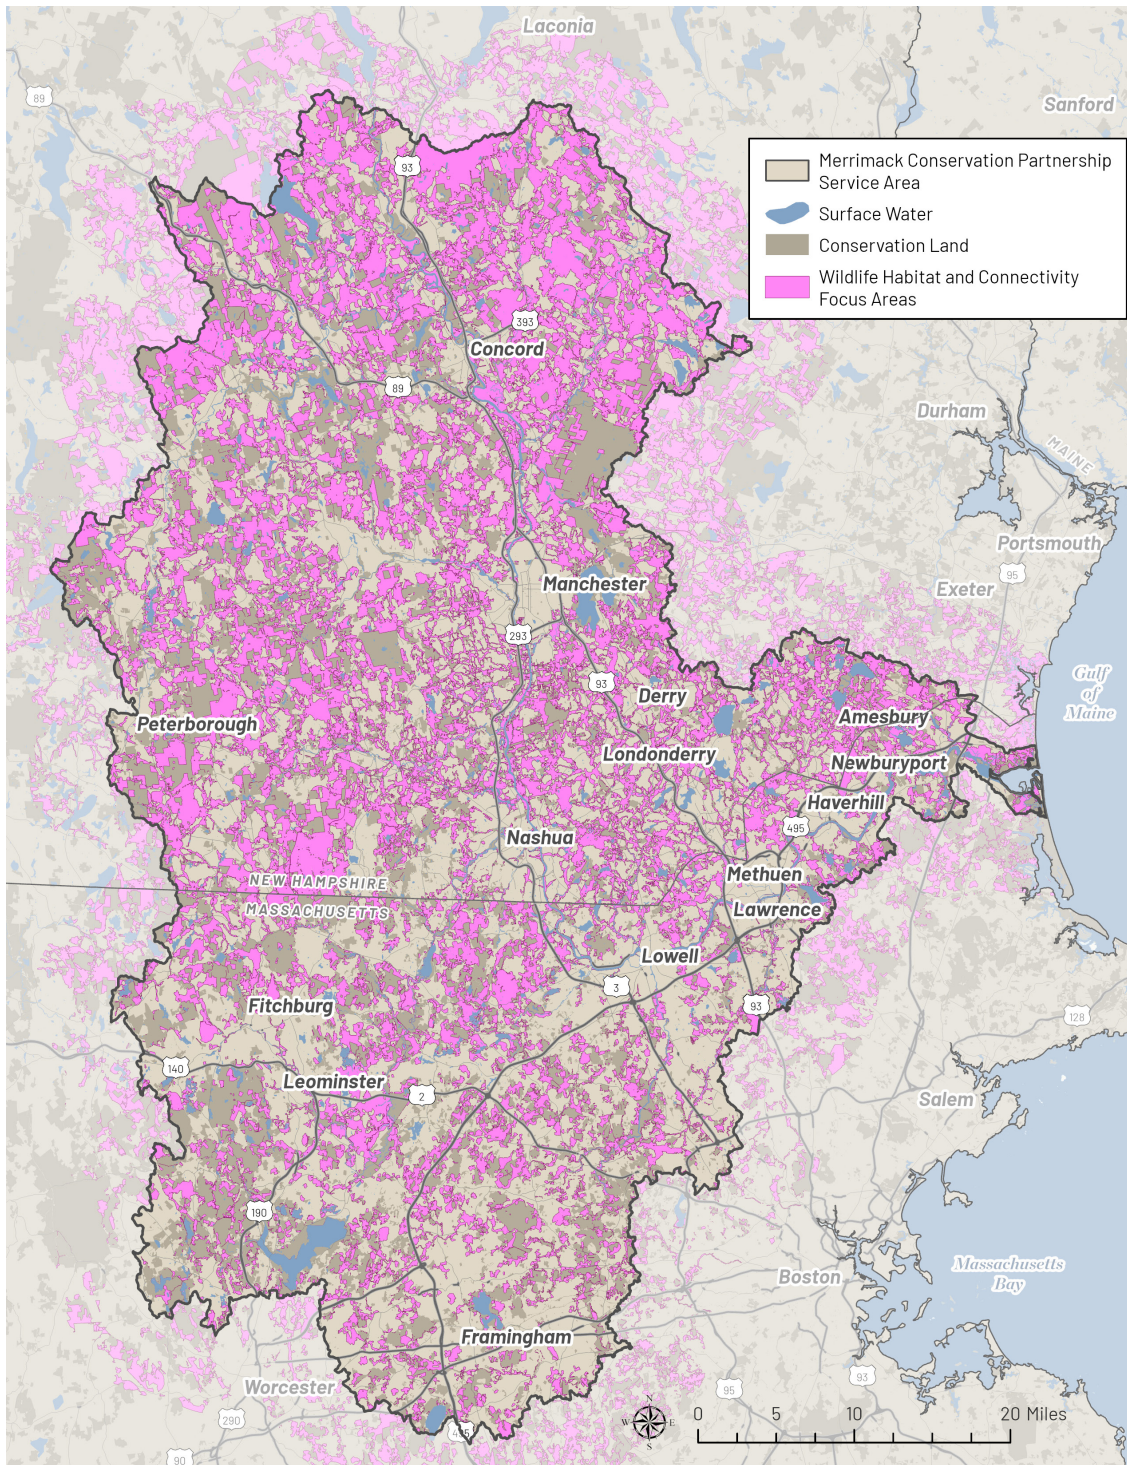 Laconia
89
Sanford
Merrimack Conservation Partnership
Service Area
Surface Water
Conservation Land
Wildlife Habitat and Connectivity
Focus Areas
93
393
Concord
89
Durham
MAINE
Portsmouth
95
Exeter
Manchester
293
93
Derry
Gulf
of
Maine
Peterborough
Amesbury
Londonderry
Newburyport
Haverhill
495
Nashua
Methuen
NEW HAMPSHIRE
MASSACHUSETTS
Lawrence
Lowell
3
Fitchburg
93
128
140
Leominster
2
Salem
190
Massachusetts
Bay
Boston
Framingham
Worcester
93
95
290
495
90
N
W E
S
0 5 10 20 Miles